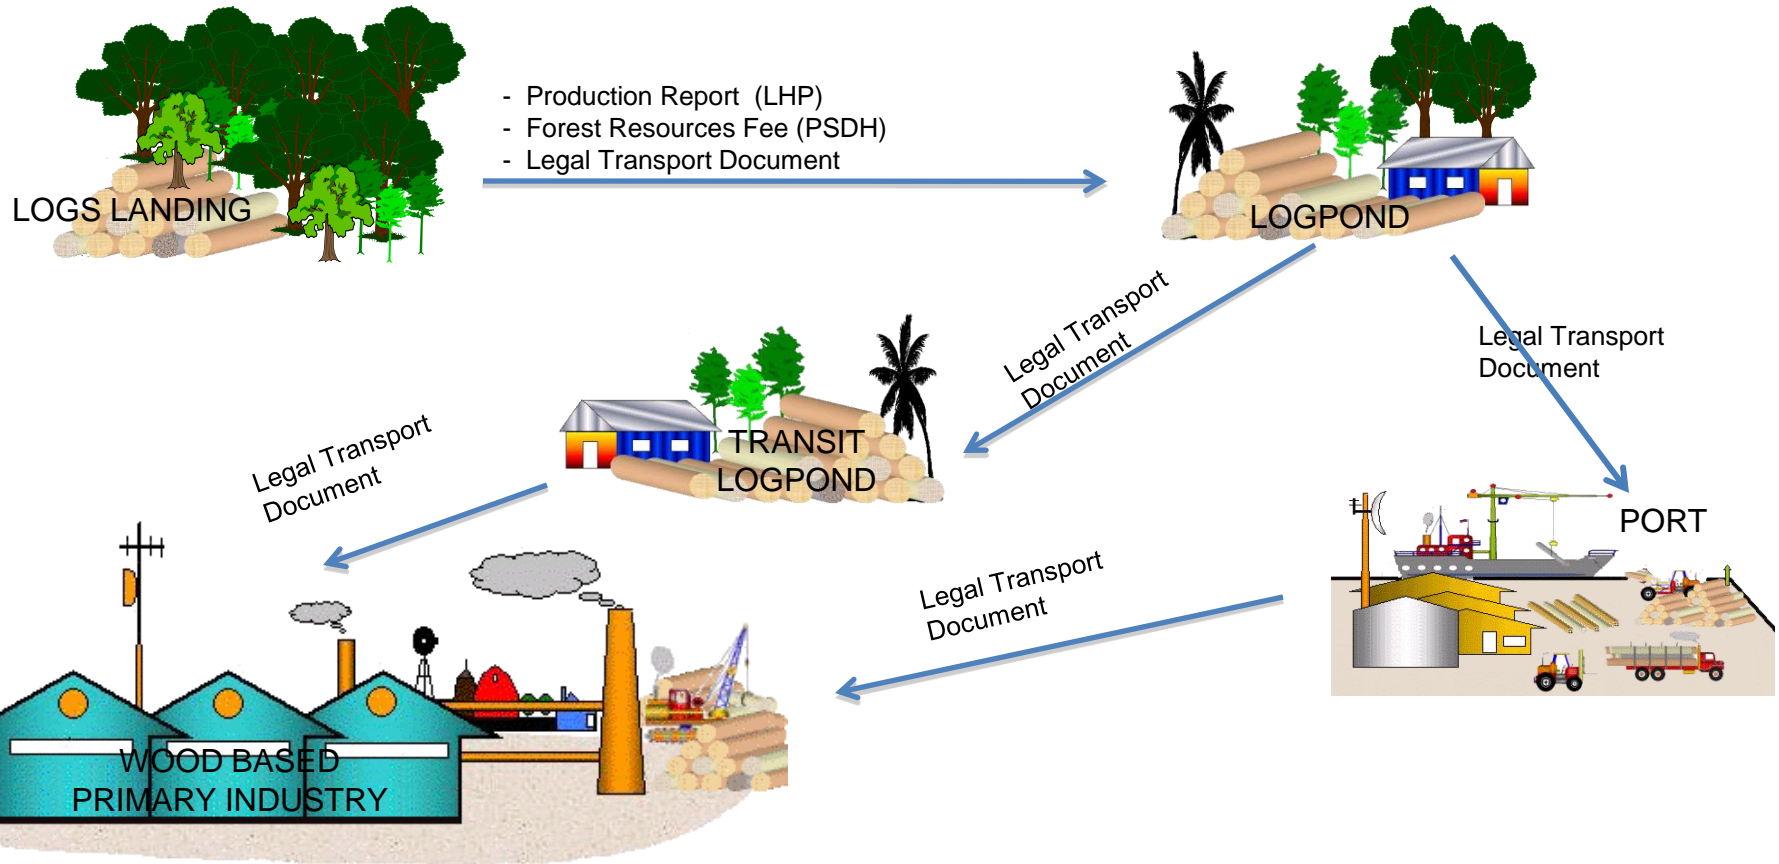 - Production Report (LHP)
- Forest Resources Fee (PSDH)
- Legal Transport Document
LOGS LANDING
LOGPOND
Legal Transport
Document
Legal Transport
Document
TRANSIT
LOGPOND
Legal Transport
Document
PORT
Legal Transport
Document
WOOD BASED
PRIMARY INDUSTRY